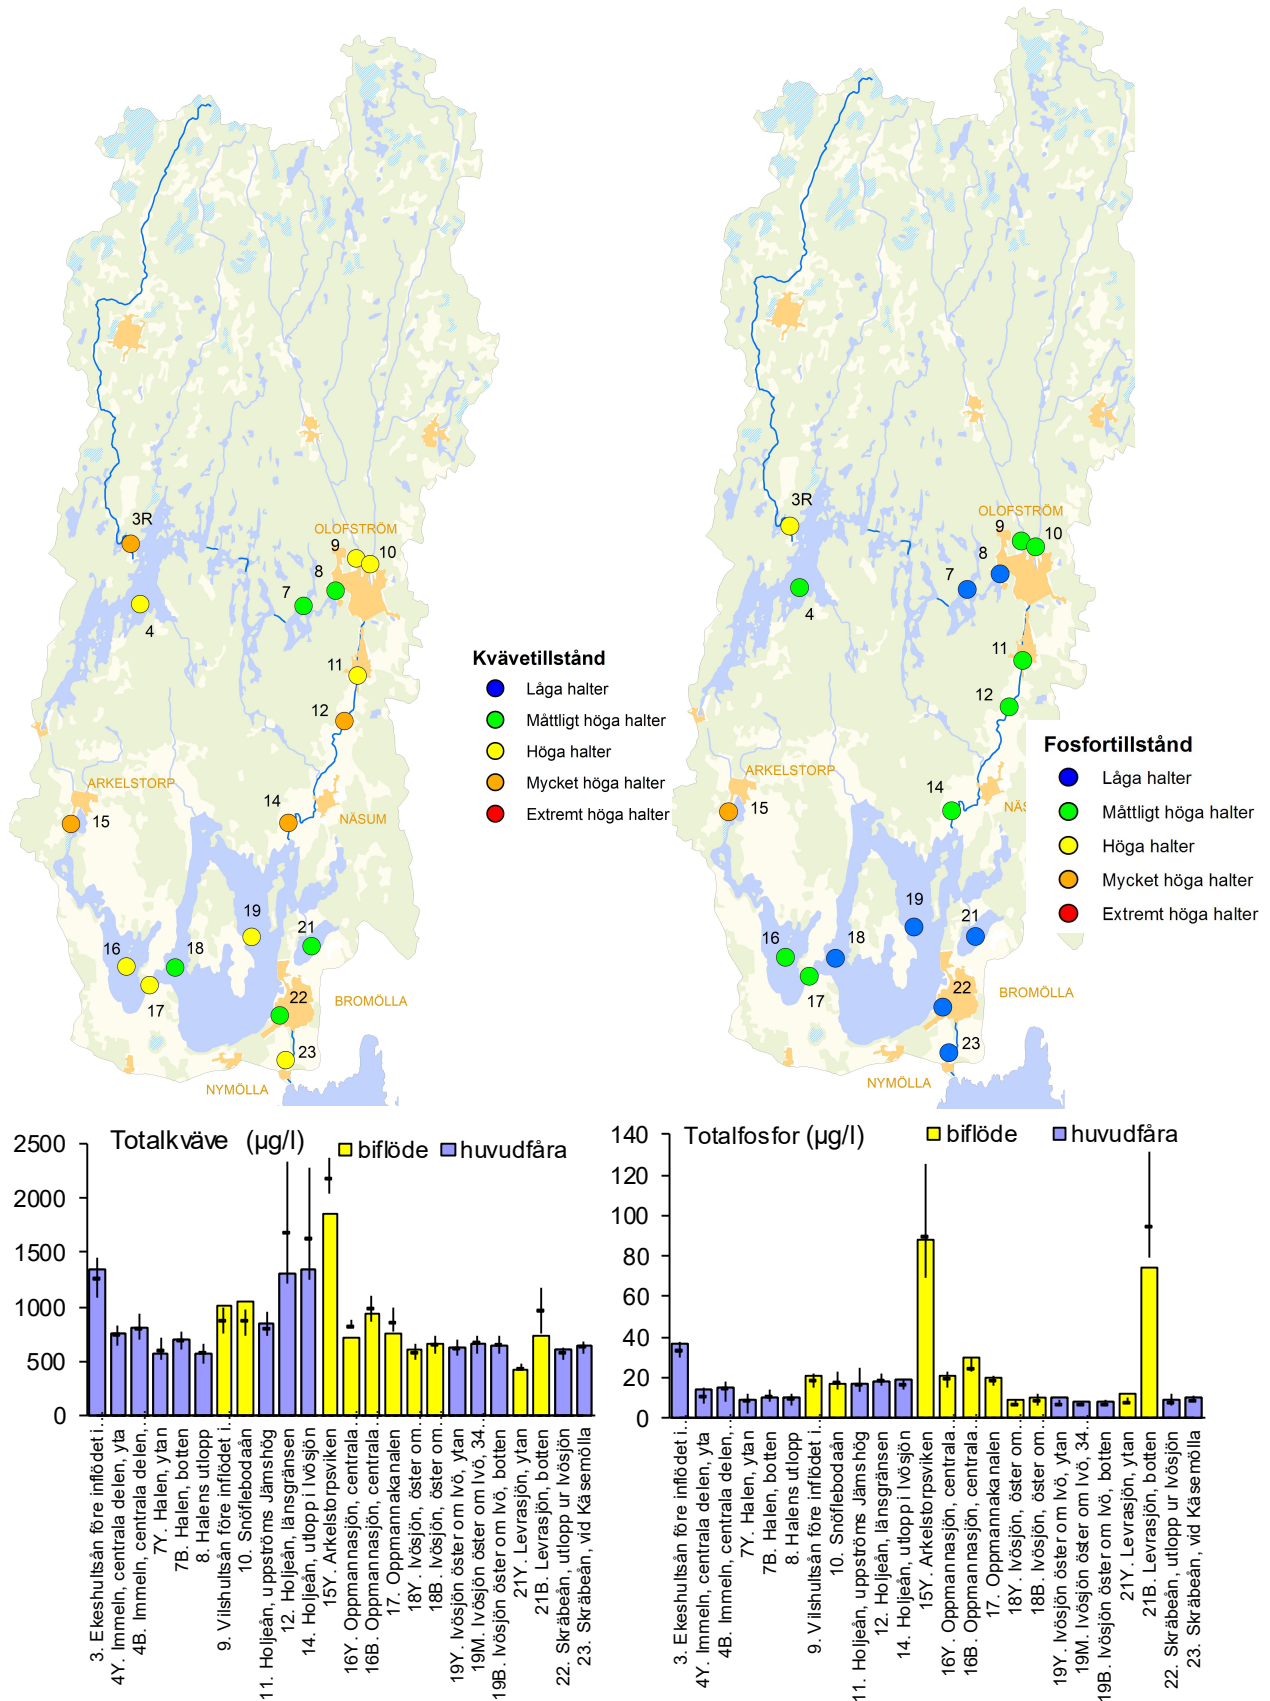 3R
OLOFSTRÖM
9
10
8
7
4
11
12
ARKELSTORP
15
14
NÄSUM
19
21
16
18
17
22
BROMÖLLA
23
NYMÖLLA
Kvävetillstånd
Låga halter
Måttligt höga halter
Höga halter
Mycket höga halter
Extremt höga halter
3R
OLOFSTRÖM
9
10
8
7
4
11
12
ARKELSTORP
15
14
NÄS
19
21
16
18
17
22
BROMÖLLA
23
NYMÖLLA
Fosfortillstånd
Låga halter
Måttligt höga halter
Höga halter
Mycket höga halter
Extremt höga halter
Totalkväve (µg/l)
biflöde
huvudfåra
2500
2000
1500
1000
500
0
3. Ekeshultsån före inflödet i...
4Y. Immeln, centrala delen, yta
4B. Immeln, centrala delen,..
7Y. Halen, ytan
7B. Halen, botten
8. Halens utlopp
9. Vilshultsån före inflödet i...
10. Snöflebodaån
11. Holjeån, uppströms Jämshög
12. Holjeån, länsgränsen
14. Holjeån, utlopp i Ivösjön
15Y. Arkelstorpsviken
16Y. Oppmannasjön, centrala..
16B. Oppmannasjön, centrala..
17. Oppmannakanalen
18Y. Ivösjön, öster om..
18B. Ivösjön, öster om..
19Y. Ivösjön öster om Ivö, ytan
19M. Ivösjön öster om Ivö, 34..
19B. Ivösjön öster om Ivö, botten
21Y. Levrasjön, ytan
21B. Levrasjön, botten
22. Skräbeån, utlopp ur Ivösjön
23. Skräbeån, vid Käsemölla
Totalfosfor (µg/l)
biflöde
huvudfåra
140
120
100
80
60
40
20
0
3. Ekeshultsån före inflödet i...
4Y. Immeln, centrala delen, yta
4B. Immeln, centrala delen,..
7Y. Halen, ytan
7B. Halen, botten
8. Halens utlopp
9. Vilshultsån före inflödet i...
10. Snöflebodaån
11. Holjeån, uppströms Jämshög
12. Holjeån, länsgränsen
14. Holjeån, utlopp i Ivösjön
15Y. Arkelstorpsviken
16Y. Oppmannasjön, centrala..
16B. Oppmannasjön, centrala..
17. Oppmannakanalen
18Y. Ivösjön, öster om..
18B. Ivösjön, öster om..
19Y. Ivösjön öster om Ivö, ytan
19M. Ivösjön öster om Ivö, 34..
19B. Ivösjön öster om Ivö, botten
21Y. Levrasjön, ytan
21B. Levrasjön, botten
22. Skräbeån, utlopp ur Ivösjön
23. Skräbeån, vid Käsemölla